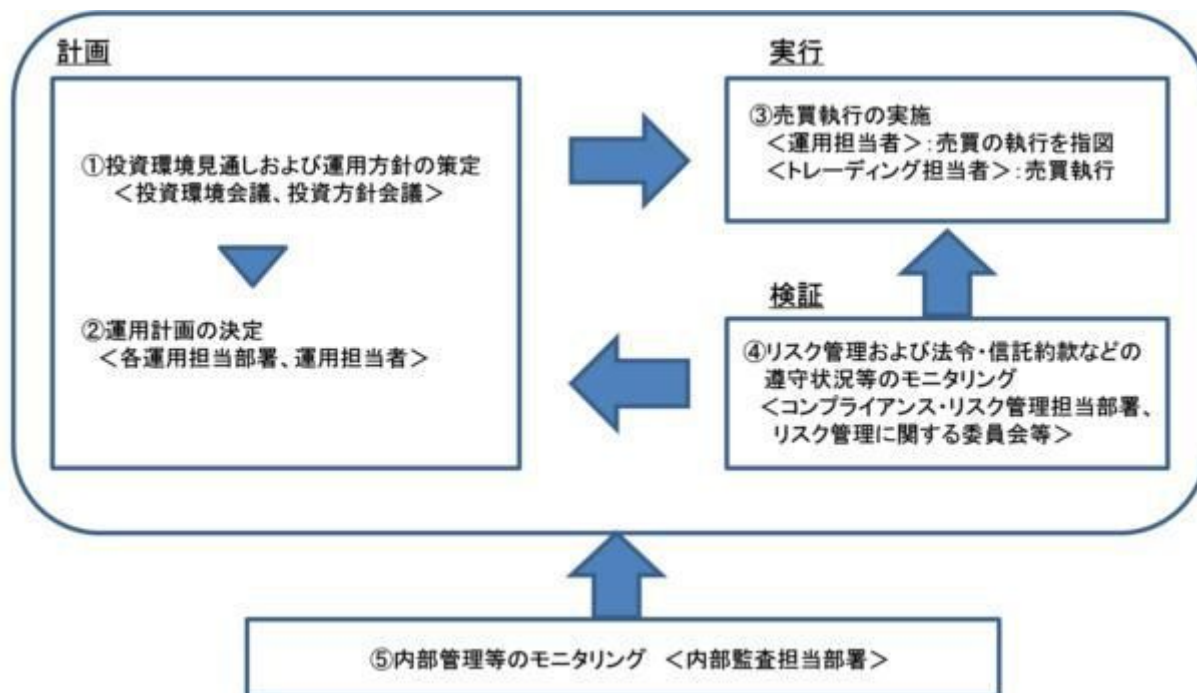 計画
①投資環境見通しおよび運用方針の策定
＜投資環境会議、投資方針会議＞
②運用計画の決定
＜各運用担当部署、運用担当者＞
実行
③売買執行の実施
＜運用担当者＞：売買の執行を指図
＜トレーディング担当者＞：売買執行
検証
④リスク管理および法令・信託約款などの
遵守状況等のモニタリング
＜コンプライアンス・リスク管理担当部署、
リスク管理に関する委員会等＞
⑤内部管理等のモニタリング　＜内部監査担当部署＞